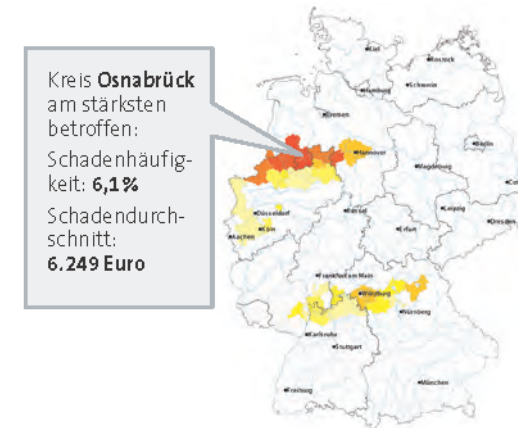 Kreis Osnabrück
am stärksten
betroffen:
Schadenhäufig-
keit: 6,1%
Schadendurch-
schnitt:
6.249 Euro
Kiel
Rostock
Schwerin
Hamburg
Bremen
Berlin
Hannover
Magdeburg
Düsseldorf
Köln
Aachen
Kassel
Leipzig
Erfurt
Dresden
Frankfurt am Main
Würzburg
Nürnberg
Karlsruhe
Stuttgart
München
Freiburg